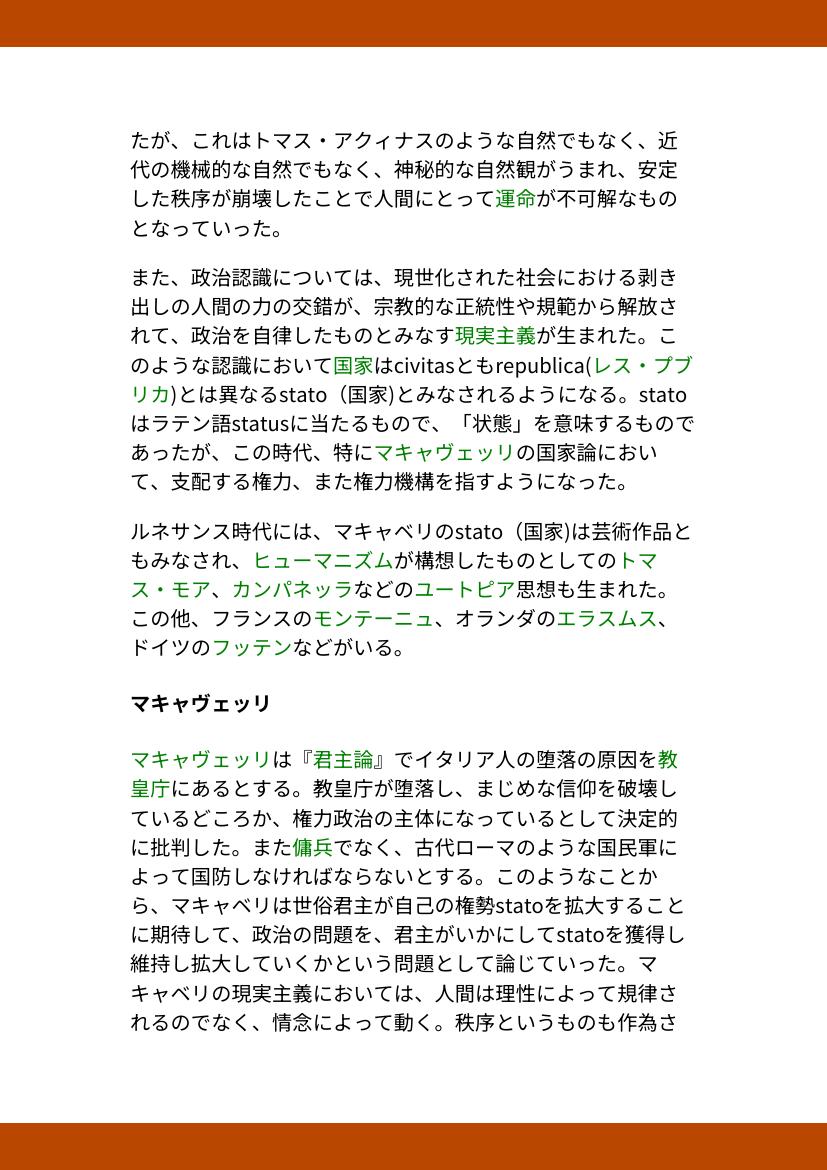 たが、これはトマス・アクィナスのような自然でもなく、近
代の機械的な自然でもなく、神秘的な自然観がうまれ、安定
した秩序が崩壊したことで人間にとって運命が不可解なもの
となっていった。
また、政治認識については、現世化された社会における剥き
出しの人間の力の交錯が、宗教的な正統性や規範から解放さ
れて、政治を自律したものとみなす現実主義が生まれた。こ
のような認識において国家はcivitasともrepublica(レス・プブ
リカ)とは異なるstato（国家)とみなされるようになる。stato
はラテン語statusに当たるもので、「状態」を意味するもので
あったが、この時代、特にマキャヴェッリの国家論におい
て、支配する権力、また権力機構を指すようになった。
ルネサンス時代には、マキャベリのstato（国家)は芸術作品と
もみなされ、ヒューマニズムが構想したものとしてのトマ
ス・モア、カンパネッラなどのユートピア思想も生まれた。
この他、フランスのモンテーニュ、オランダのエラスムス、
ドイツのフッテンなどがいる。
マキャヴェッリ
マキャヴェッリは『君主論』でイタリア人の堕落の原因を教
皇庁にあるとする。教皇庁が堕落し、まじめな信仰を破壊し
ているどころか、権力政治の主体になっているとして決定的
に批判した。また傭兵でなく、古代ローマのような国民軍に
よって国防しなければならないとする。このようなことか
ら、マキャベリは世俗君主が自己の権勢statoを拡大すること
に期待して、政治の問題を、君主がいかにしてstatoを獲得し
維持し拡大していくかという問題として論じていった。マ
キャベリの現実主義においては、人間は理性によって規律さ
れるのでなく、情念によって動く。秩序というものも作為さ